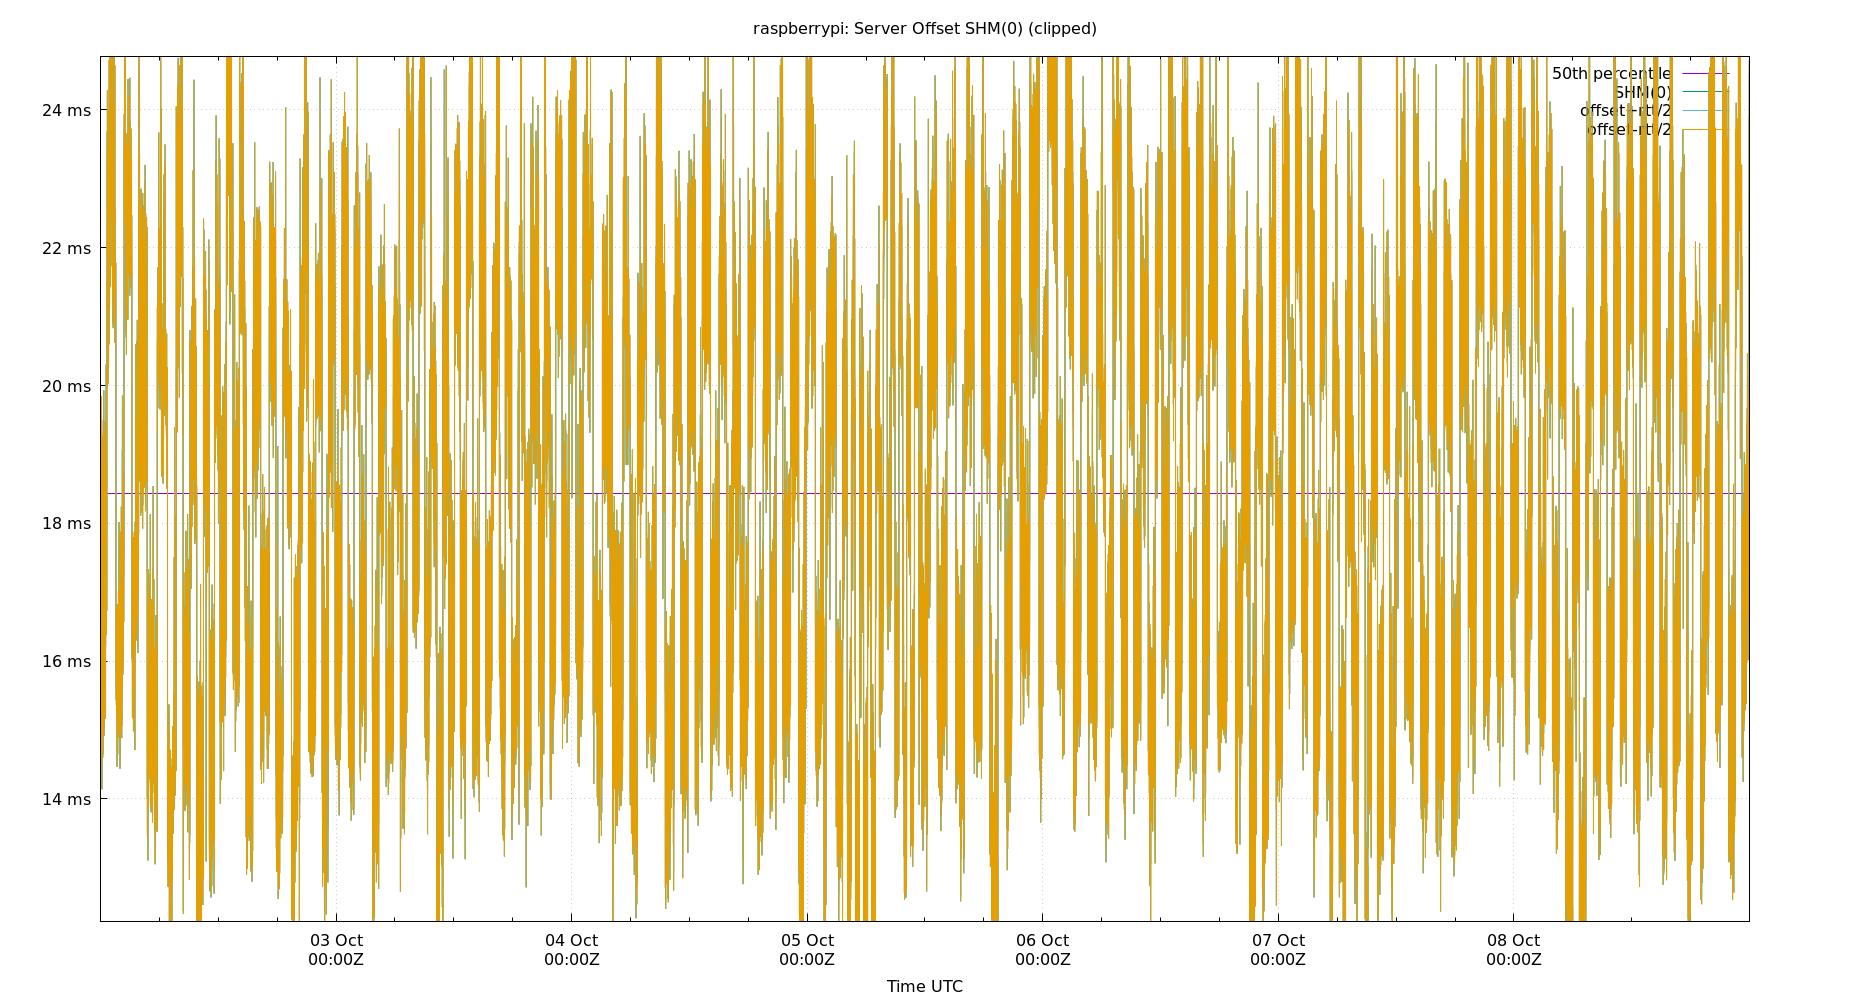 raspberrypi: Server Offset SHM(0) (clipped)
50th percentile
SHM(0)
offset+rtt/2
offset-rtt/2
24 ms
22 ms
20 ms
18 ms
16 ms
14 ms
03 Oct 04 Oct 05 Oct 06 Oct 07 Oct 08 Oct
00:00Z 00:00Z 00:00Z 00:00Z 00:00Z 00:00Z
Time UTC